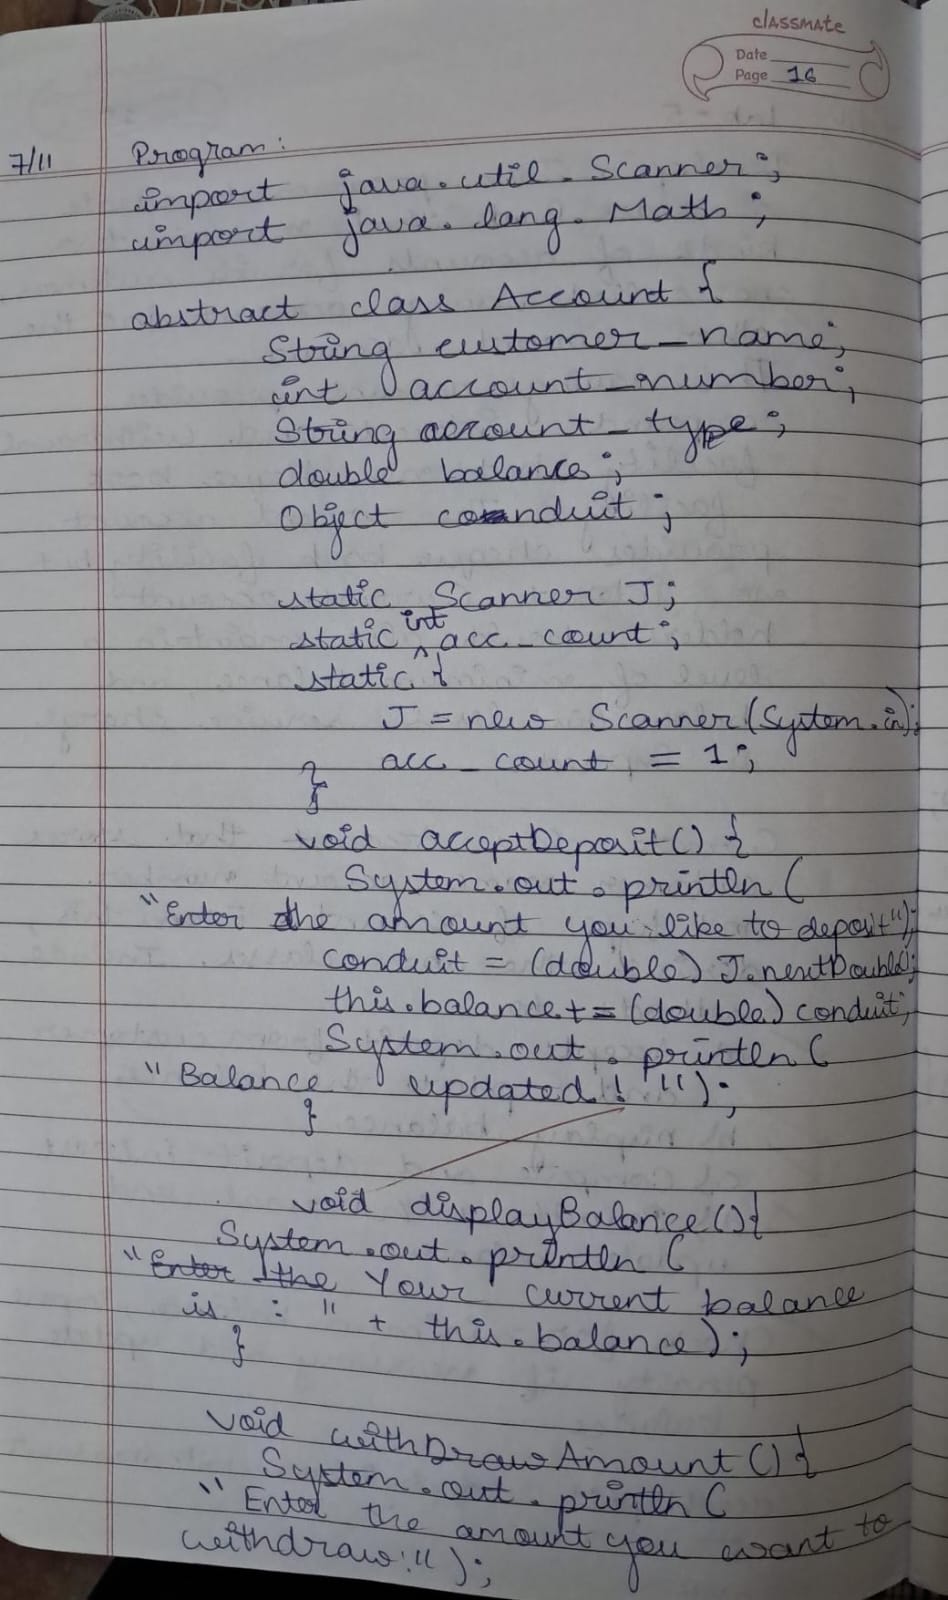 classmate
Date
Page 16
7/11 Program:
import java.util.Scanner;
import java.lang.Math;
abstract class Account {
String customer_name;
int account_number;
String account_type;
double balance;
Object conduit;
static Scanner J;
static int acc_count;
static {
J = new Scanner(System.in);
acc_count = 1;
}
void acceptDeposit() {
System.out.println(
"Enter the amount you like to deposit");
conduit = (double) J.nextDouble();
this.balance += (double) conduit;
System.out.println(
"Balance updated! ");
}
void displayBalance(){
System.out.println(
"Enter the Your current balance
is : " + this.balance);
}
void withDrawAmount() {
System.out.println(
"Enter the amount you want to
withdraw:");